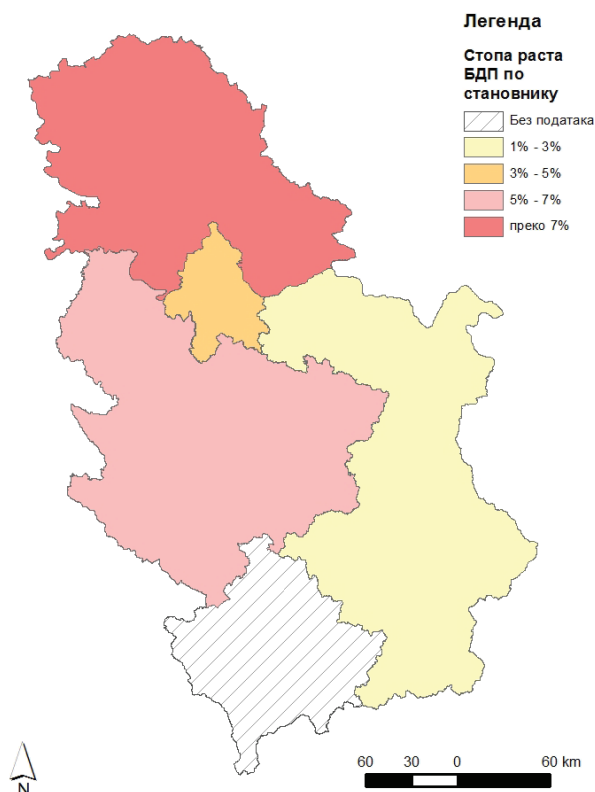 Легенда
Стопа раста
БДП по
становнику
Без података
1% - 3%
3% - 5%
5% - 7%
преко 7%
N
60 30 0 60 km